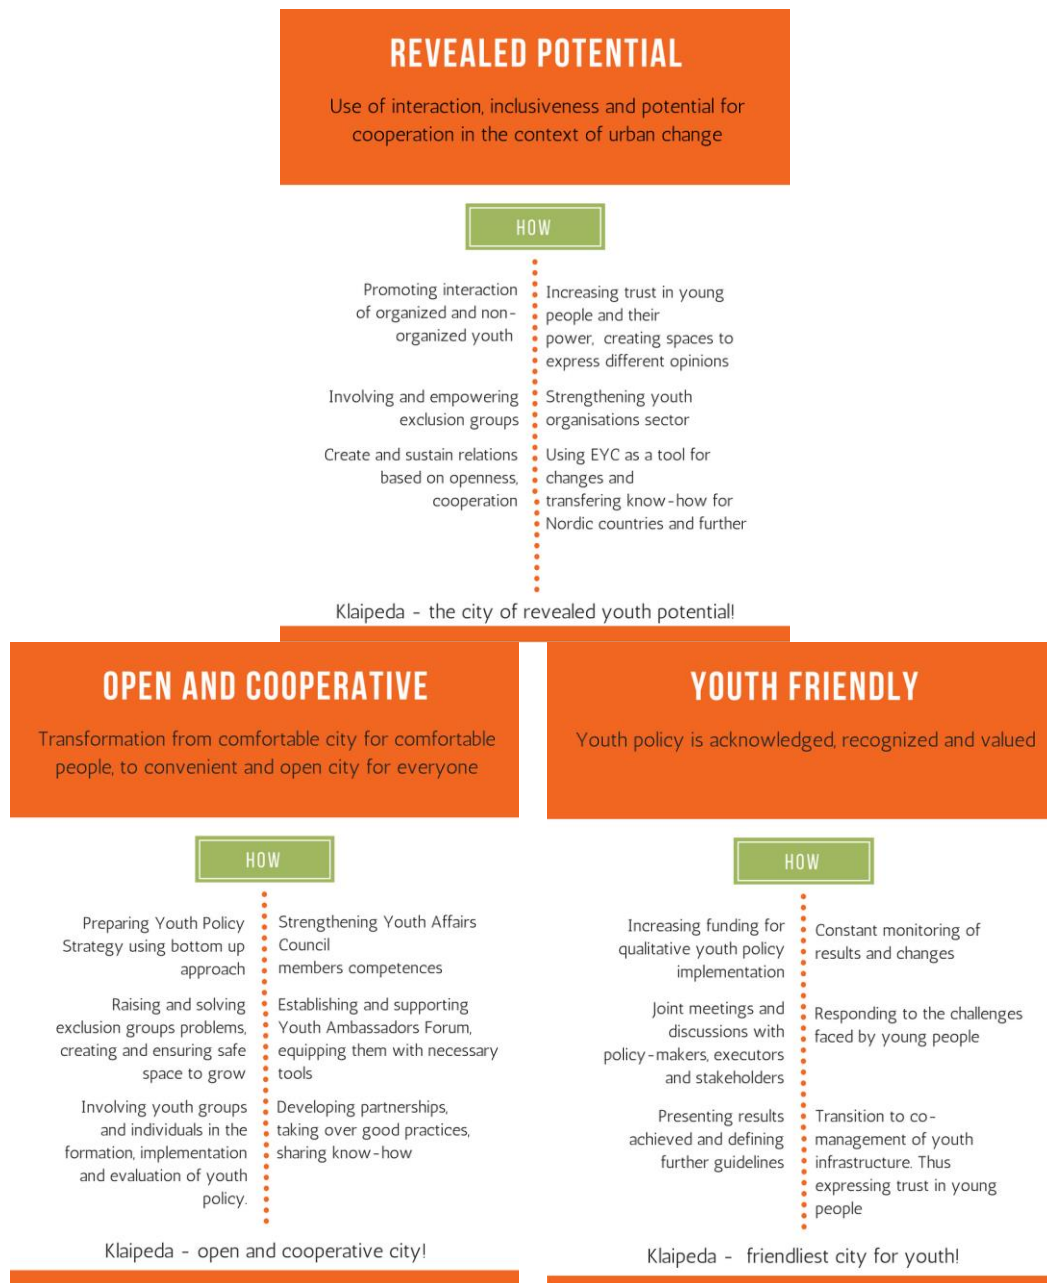 REVEALED POTENTIAL
Use of interaction, inclusiveness and potential for
cooperation in the context of urban change
HOW
Promoting interaction
of organized and non-
organized youth
Increasing trust in young
people and their
power, creating spaces to
express different opinions
Involving and empowering
exclusion groups
Strengthening youth
organisations sector
Create and sustain relations
based on openness,
cooperation
Using EYC as a tool for
changes and
transfering know-how for
Nordic countries and further
Klaipeda - the city of revealed youth potential!
OPEN AND COOPERATIVE
Transformation from comfortable city for comfortable
people, to convenient and open city for everyone
HOW
Preparing Youth Policy
Strategy using bottom up
approach
Strengthening Youth Affairs
Council
members competences
Raising and solving
exclusion groups problems,
creating and ensuring safe
space to grow
Establishing and supporting
Youth Ambassadors Forum,
equipping them with necessary
tools
Involving youth groups
and individuals in the
formation, implementation
and evaluation of youth
policy.
Developing partnerships,
taking over good practices,
sharing know-how
Klaipeda - open and cooperative city!
YOUTH FRIENDLY
Youth policy is acknowledged, recognized and valued
HOW
Increasing funding for
qualitative youth policy
implementation
Constant monitoring of
results and changes
Joint meetings and
discussions with
policy-makers, executors
and stakeholders
Responding to the challenges
faced by young people
Presenting results
achieved and defining
further guidelines
Transition to co-
management of youth
infrastructure. Thus
expressing trust in young
people
Klaipeda - friendliest city for youth!